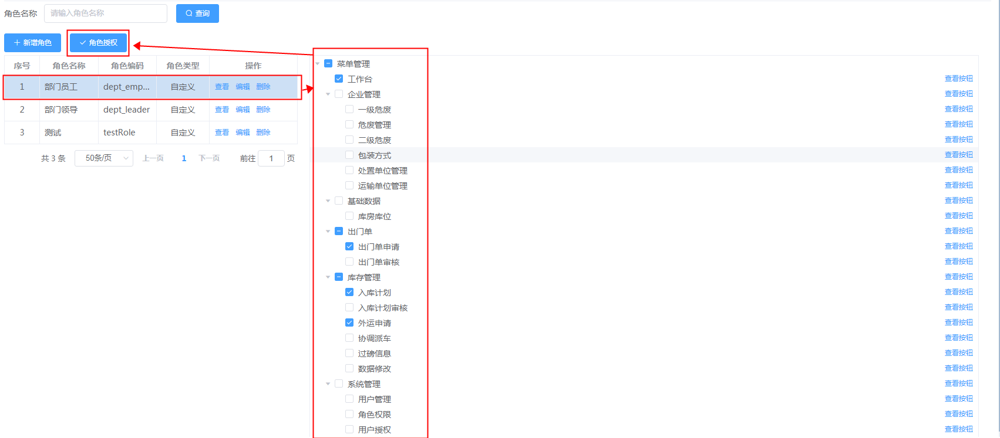 角色名称 请输入角色名称 查询
新增角色 角色授权
序号 角色名称 角色编码 角色类型 操作
1 部门员工 dept_emp... 自定义 查看 编辑 删除
2 部门领导 dept_leader 自定义 查看 编辑 删除
3 测试 testRole 自定义 查看 编辑 删除
共 3 条 50条/页 上一页 1 下一页 前往 1 页
菜单管理
工作台 查看按钮
企业管理 查看按钮
一级危废 查看按钮
危废管理 查看按钮
二级危废 查看按钮
包装方式 查看按钮
处置单位管理 查看按钮
运输单位管理 查看按钮
基础数据 查看按钮
库房库位 查看按钮
出门单 查看按钮
出门单申请 查看按钮
出门单审核 查看按钮
库存管理 查看按钮
入库计划 查看按钮
入库计划审核 查看按钮
外运申请 查看按钮
协调派车 查看按钮
过磅信息 查看按钮
数据修改 查看按钮
系统管理 查看按钮
用户管理 查看按钮
角色权限 查看按钮
用户授权 查看按钮